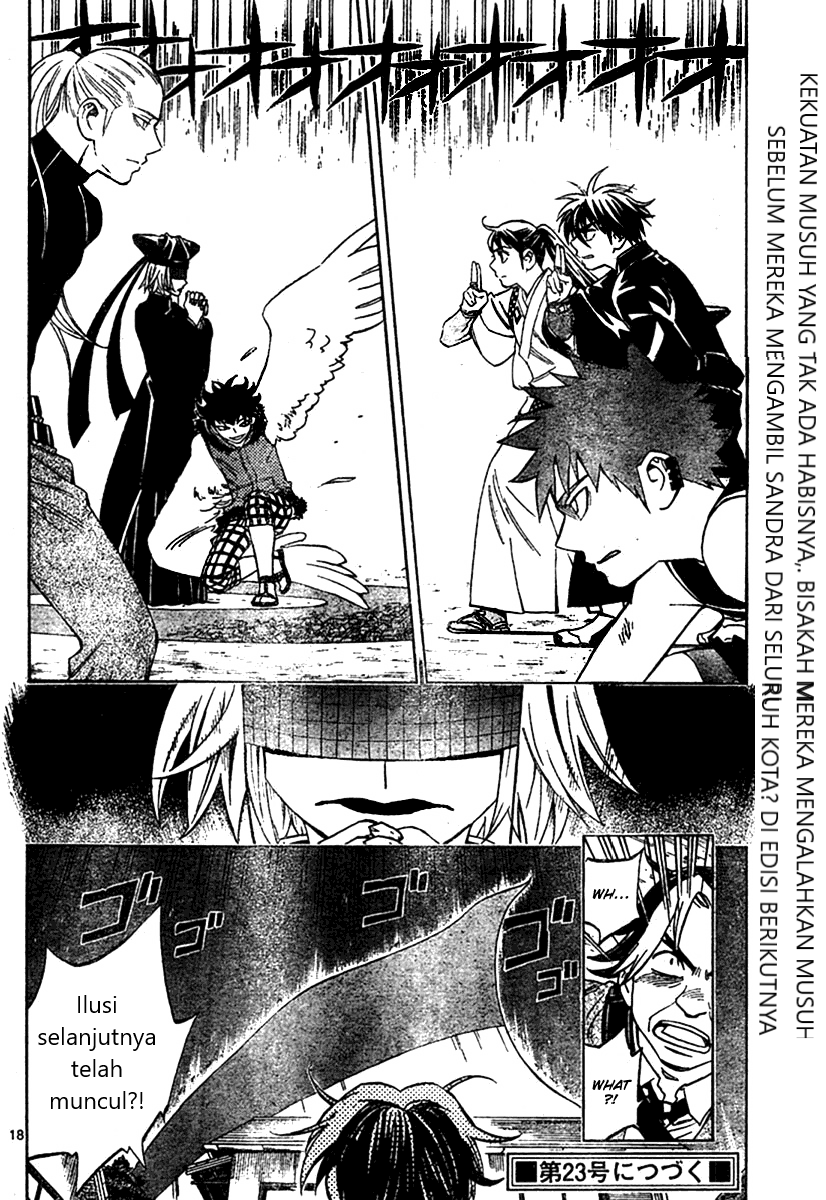 オオオオオオオオオ
KEKUATAN MUSUH YANG TAK ADA HABISNYA,. BISAKAH MEREKA MENGALAHKAN MUSUH
SEBELUM MEREKA MENGAMBIL SANDRA DARI SELURUH KOTA? DI EDISI BERIKUTNYA
WH...
WHAT
?!
ゴ
ゴ
ゴ
ゴ
Ilusi
selanjutnya
telah
muncul?!
18
■第23号につづく■